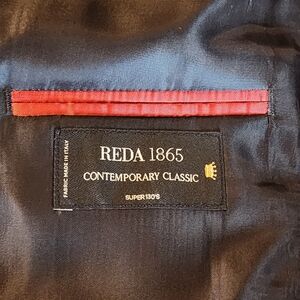 REDA 1865
CONTEMPORARY CLASSIC
SUPER 130'S
FABRIC MADE IN ITALY